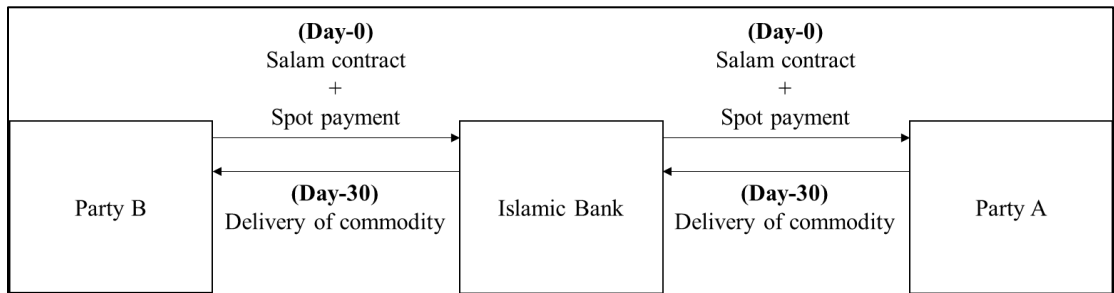 (Day-0)
Salam contract
+
Spot payment
(Day-0)
Salam contract
+
Spot payment
Party B
(Day-30)
Delivery of commodity
Islamic Bank
(Day-30)
Delivery of commodity
Party A